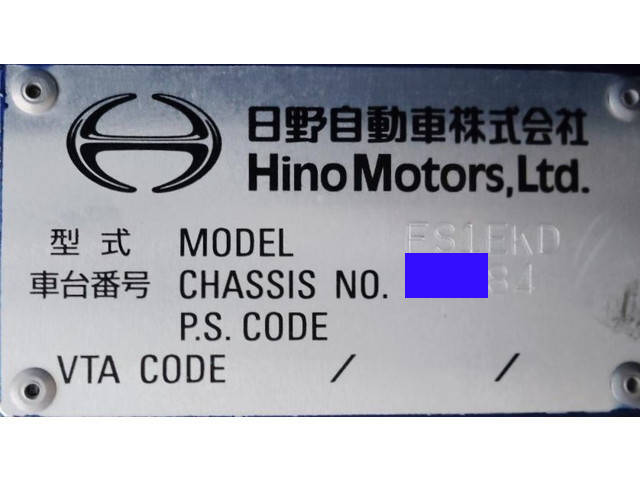 日野自動車株式会社
Hino Motors, Ltd.
型式 MODEL FS1EKD
車台番号 CHASSIS NO. 84
P.S. CODE
VTA CODE / /